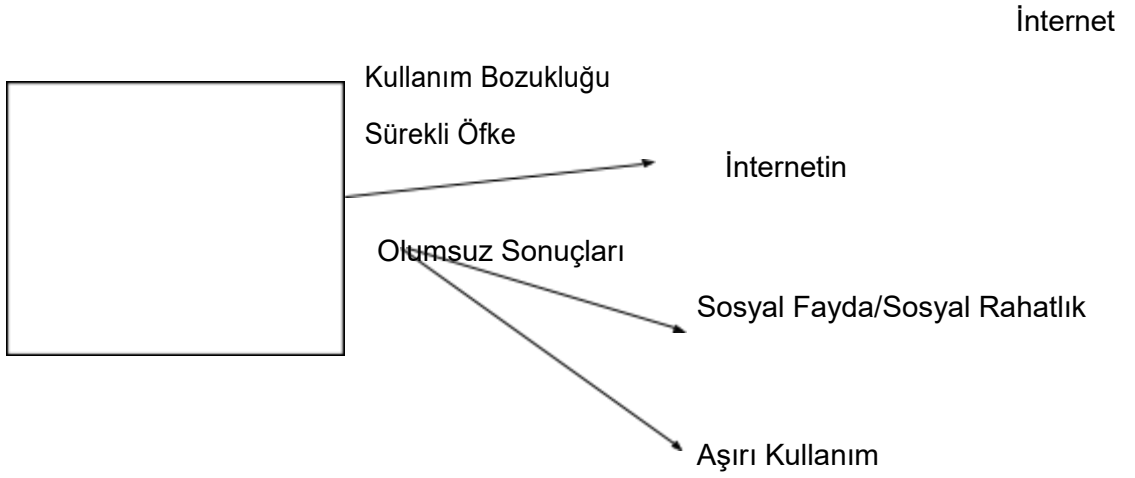 İnternet
Kullanım Bozukluğu
Sürekli Öfke
İnternetin
Olumsuz Sonuçları
Sosyal Fayda/Sosyal Rahatlık
Aşırı Kullanım